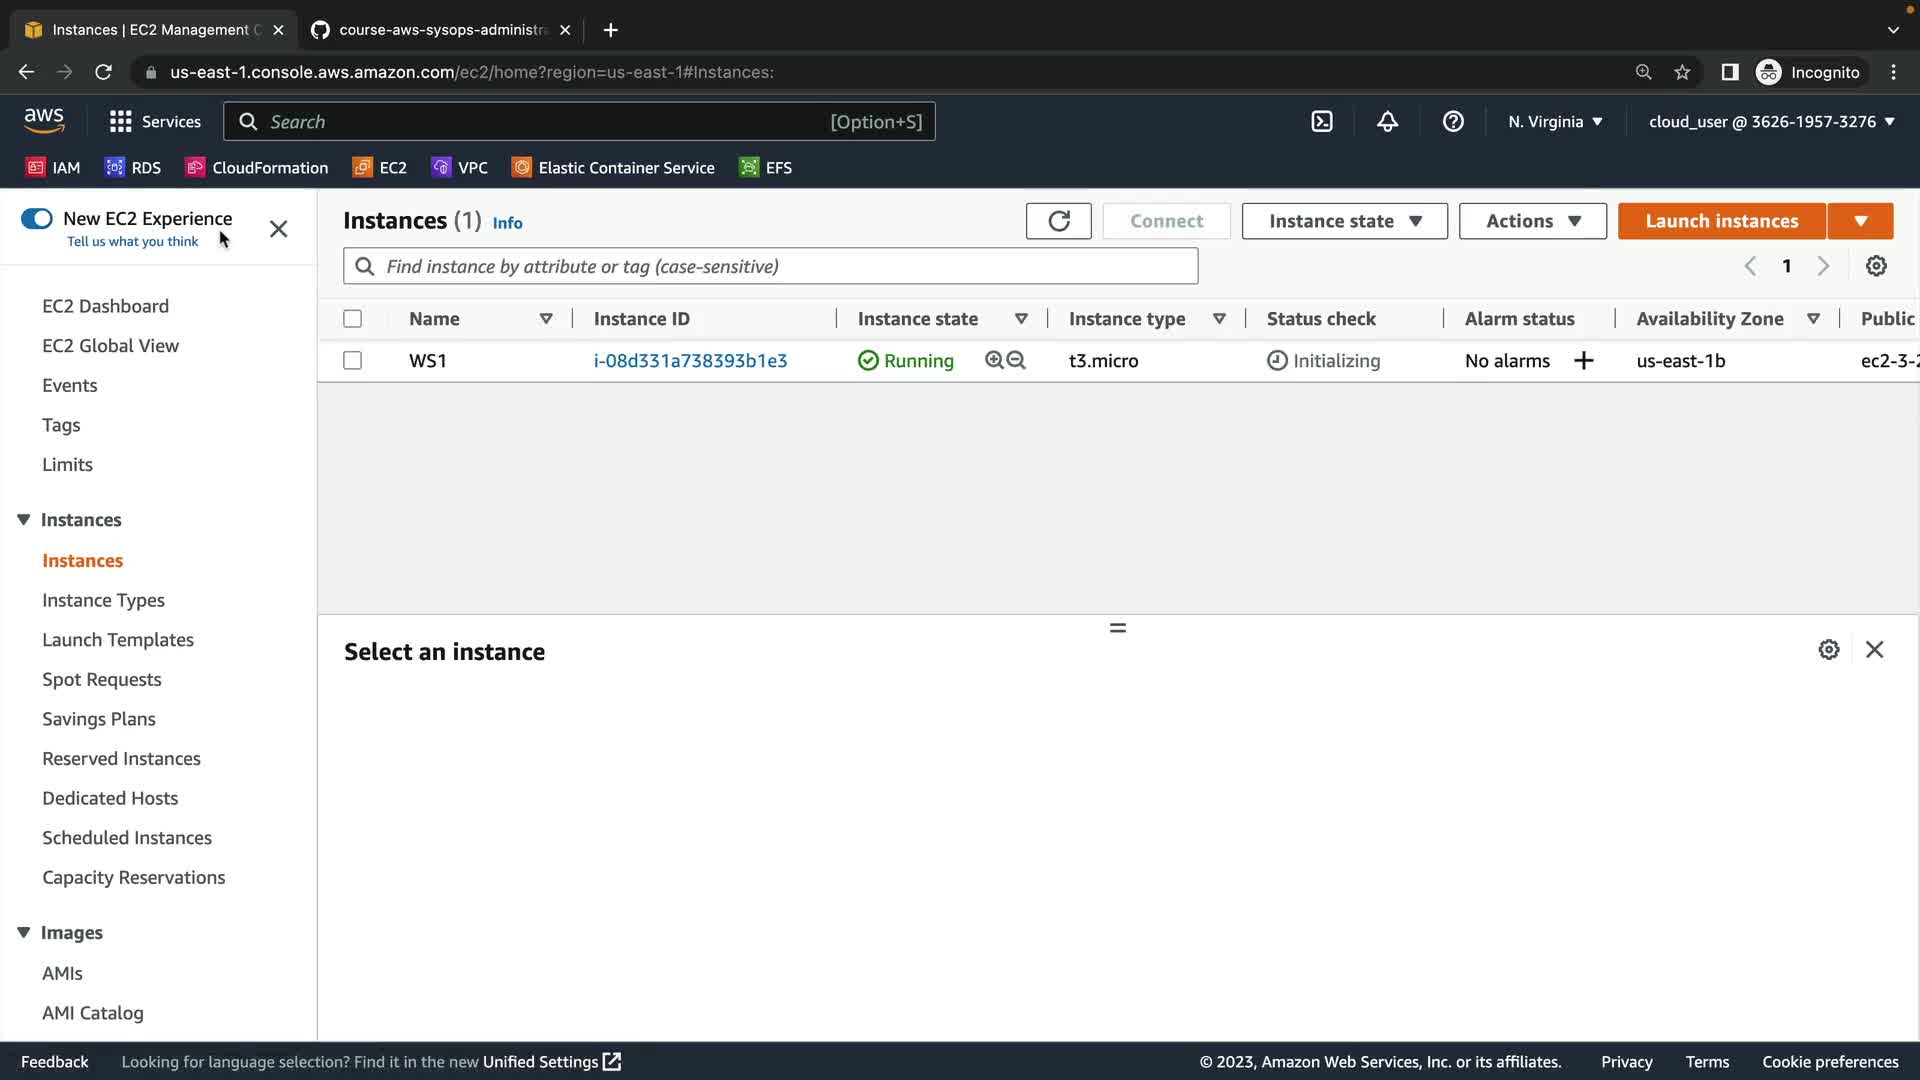 Instances | EC2 Management C
course-aws-sysops-administra
us-east-1.console.aws.amazon.com/ec2/home?region=us-east-1#Instances:
Incognito
aws
Services
Search
[Option+S]
N. Virginia
cloud_user @ 3626-1957-3276
IAM
RDS
CloudFormation
EC2
VPC
Elastic Container Service
EFS
New EC2 Experience
Tell us what you think
EC2 Dashboard
EC2 Global View
Events
Tags
Limits
Instances
Instances
Instance Types
Launch Templates
Spot Requests
Savings Plans
Reserved Instances
Dedicated Hosts
Scheduled Instances
Capacity Reservations
Images
AMIs
AMI Catalog
Instances (1) Info
Connect
Instance state
Actions
Launch instances
Find instance by attribute or tag (case-sensitive)
1
Name
Instance ID
Instance state
Instance type
Status check
Alarm status
Availability Zone
Public
WS1
i-08d331a738393b1e3
Running
t3.micro
Initializing
No alarms
us-east-1b
ec2-3-2
Select an instance
Feedback
Looking for language selection? Find it in the new Unified Settings
© 2023, Amazon Web Services, Inc. or its affiliates.
Privacy
Terms
Cookie preferences